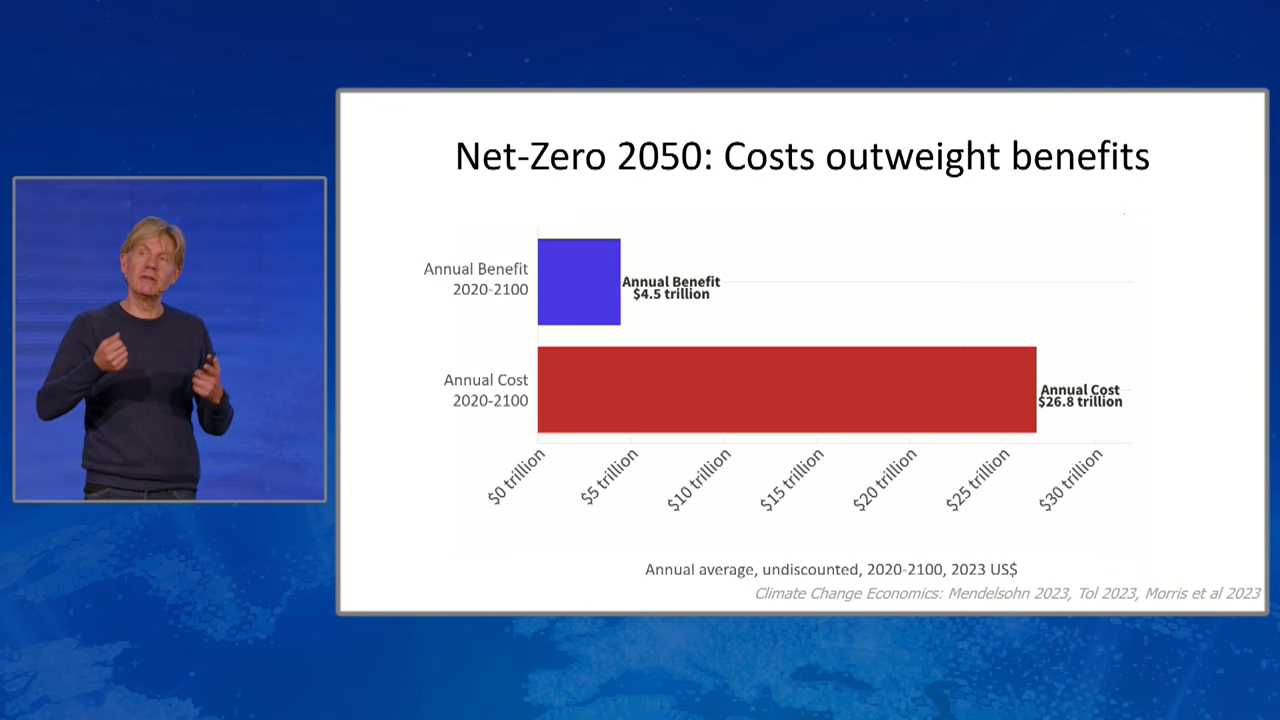 Net-Zero 2050: Costs outweight benefits
Annual Benefit
2020-2100
Annual Benefit
$4.5 trillion
Annual Cost
2020-2100
Annual Cost
$26.8 trillion
$0 trillion
$5 trillion
$10 trillion
$15 trillion
$20 trillion
$25 trillion
$30 trillion
Annual average, undiscounted, 2020-2100, 2023 US$
Climate Change Economics: Mendelsohn 2023, Tol 2023, Morris et al 2023